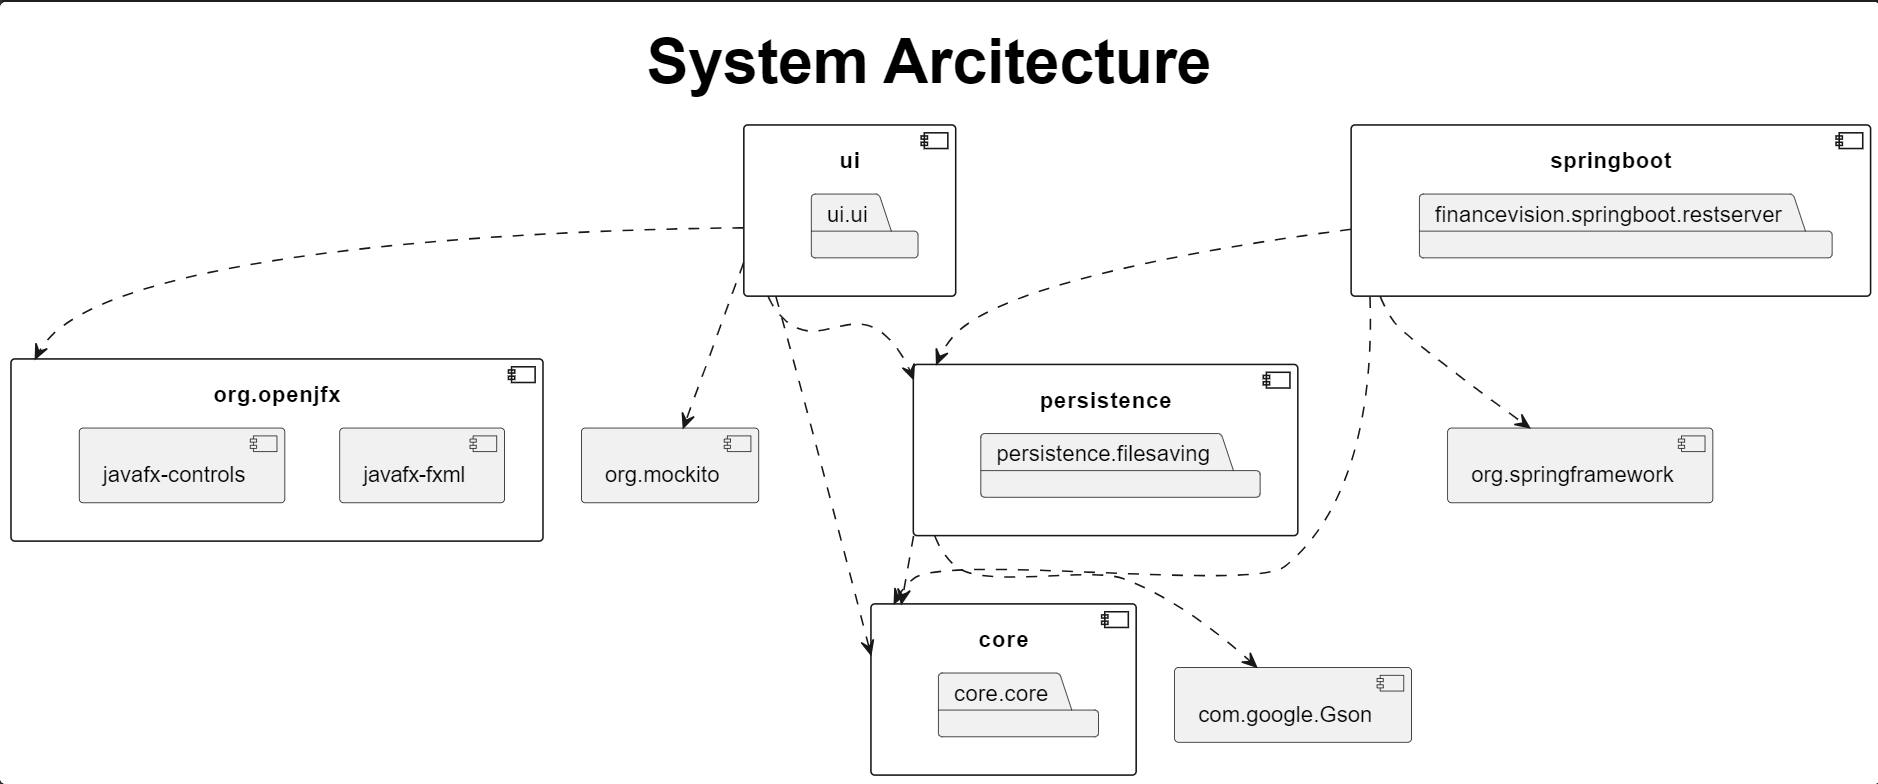 System Arcitecture
ui
springboot
ui.ui
financevision.springboot.restserver
org.openjfx
persistence
javafx-controls
javafx-fxml
org.mockito
persistence.filesaving
org.springframework
core
core.core
com.google.Gson